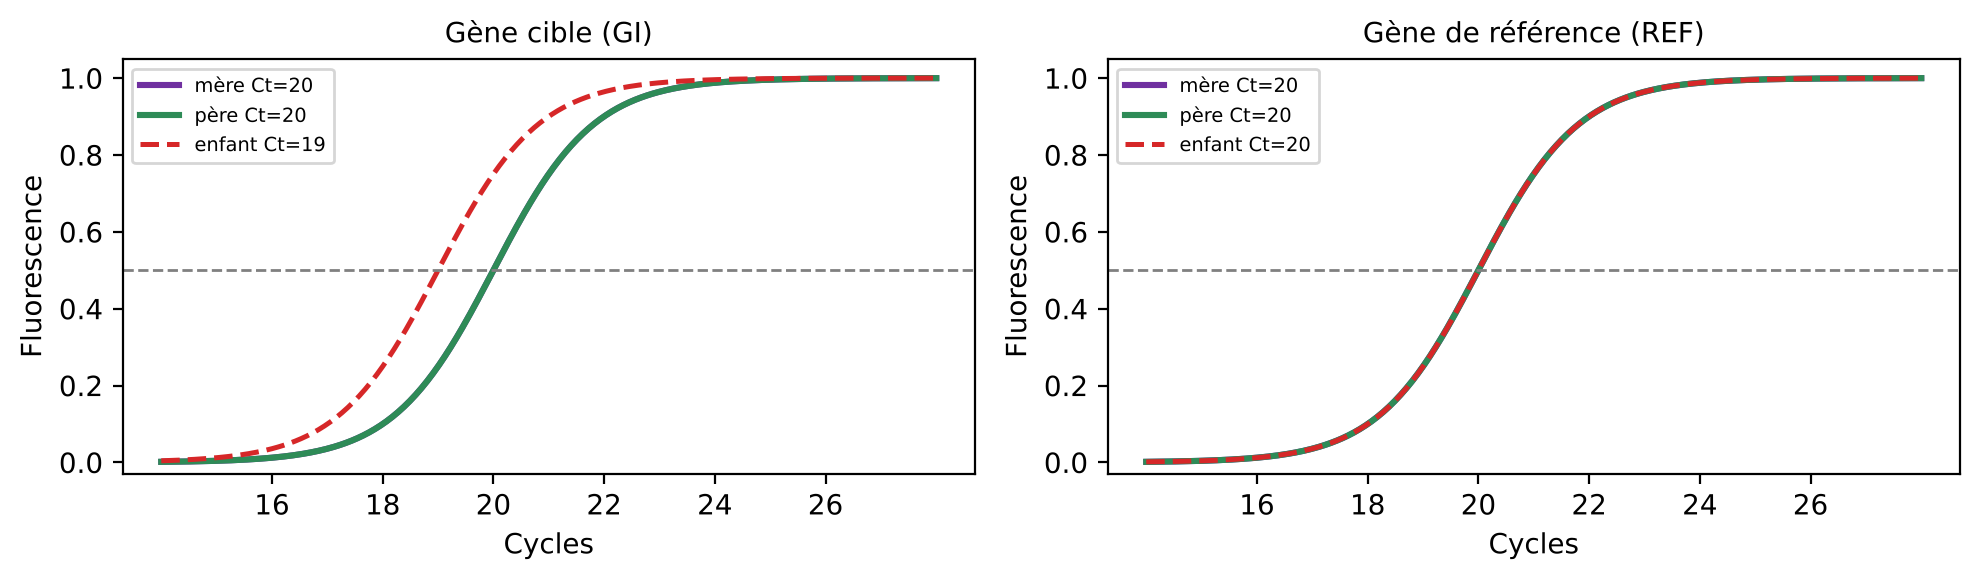 Gène cible (GI)
mère Ct=20
père Ct=20
enfant Ct=19
Fluorescence
1.0
0.8
0.6
0.4
0.2
0.0
16 18 20 22 24 26
Cycles
Gène de référence (REF)
mère Ct=20
père Ct=20
enfant Ct=20
Fluorescence
1.0
0.8
0.6
0.4
0.2
0.0
16 18 20 22 24 26
Cycles